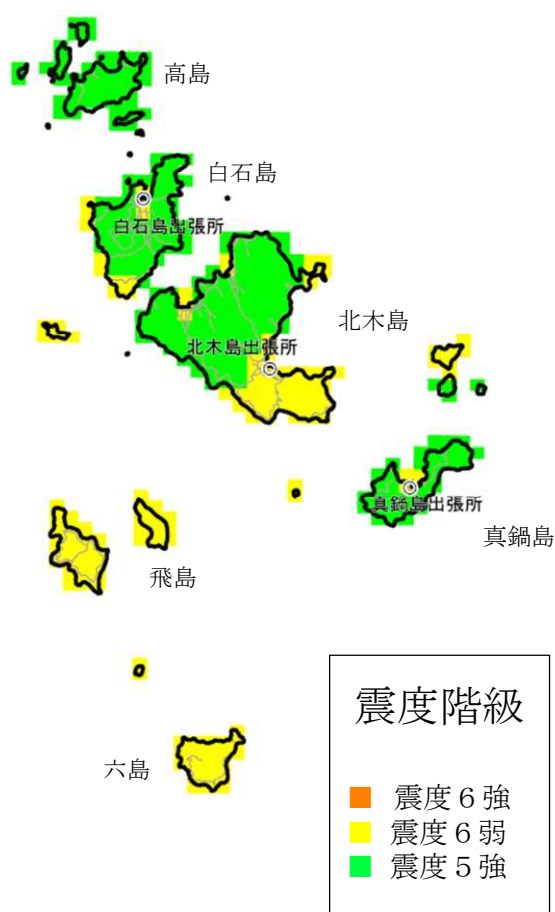 高島
白石島
白石島出張所
北木島
北木島出張所
真鍋島出張所
真鍋島
飛島
六島
震度階級
震度６強
震度６弱
震度５強